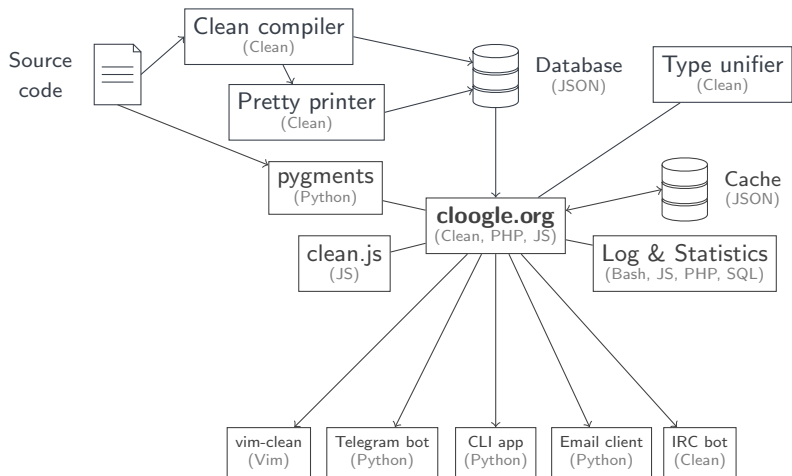 Clean compiler
(Clean)
Source
code
Pretty printer
(Clean)
Database
(JSON)
Type unifier
(Clean)
pygments
(Python)
cloogle.org
(Clean, PHP, JS)
Cache
(JSON)
clean.js
(JS)
Log & Statistics
(Bash, JS, PHP, SQL)
vim-clean
(Vim)
Telegram bot
(Python)
CLI app
(Python)
Email client
(Python)
IRC bot
(Clean)